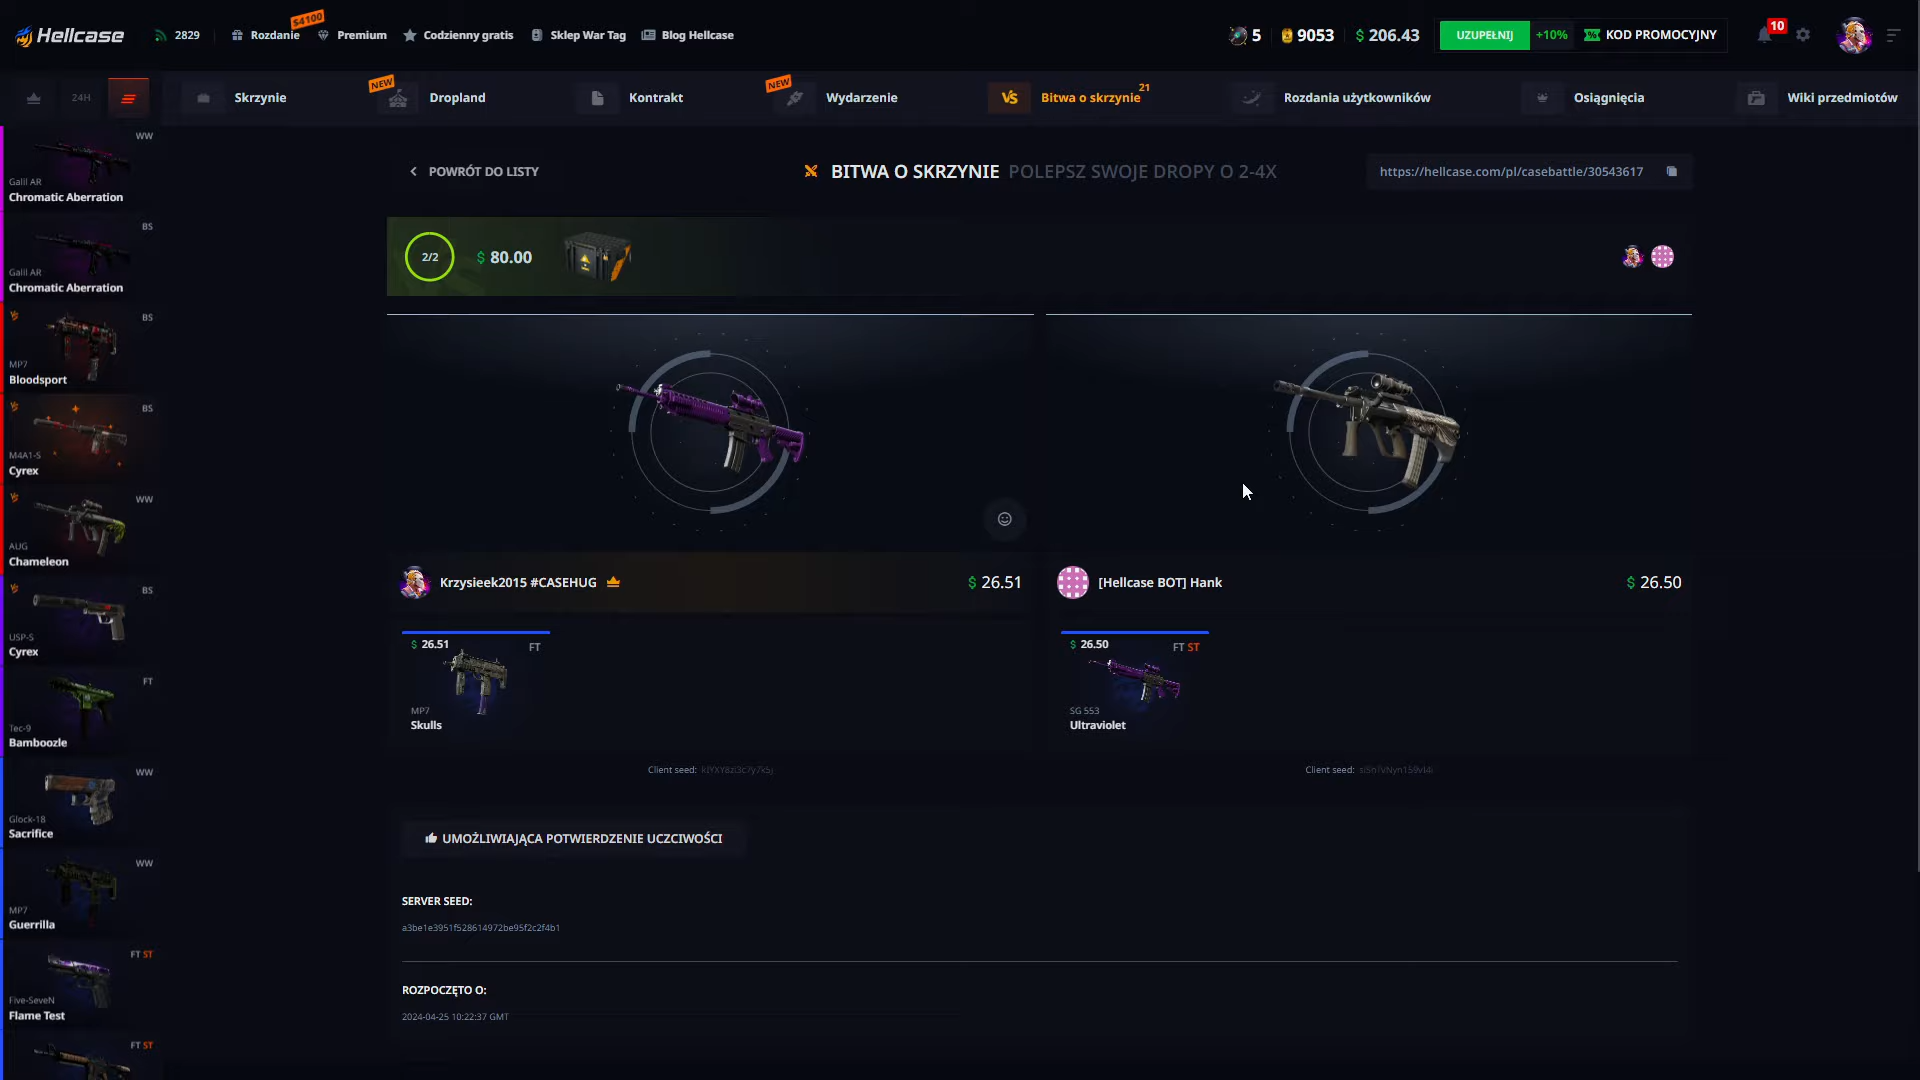 Hellcase
2829
Rozdanie
$4100
Premium
Codzienny gratis
Sklep War Tag
Blog Hellcase
5
9053
$ 206.43
UZUPEŁNIJ
+10%
KOD PROMOCYJNY
10
24H
Skrzynie
NEW
Dropland
Kontrakt
NEW
Wydarzenie
VS
Bitwa o skrzynie
21
Rozdania użytkowników
Osiągnięcia
Wiki przedmiotów
WW
Galil AR
Chromatic Aberration
BS
Galil AR
Chromatic Aberration
BS
MP7
Bloodsport
BS
M4A1-S
Cyrex
WW
AUG
Chameleon
BS
USP-S
Cyrex
FT
Tec-9
Bamboozle
WW
Glock-18
Sacrifice
WW
MP7
Guerrilla
FT ST
Five-SeveN
Flame Test
FT ST
POWRÓT DO LISTY
BITWA O SKRZYNIE POLEPSZ SWOJE DROPY O 2-4X
https://hellcase.com/pl/casebattle/30543617
2/2
$ 80.00
Krzysieek2015 #CASEHUG
$ 26.51
[Hellcase BOT] Hank
$ 26.50
$ 26.51
FT
MP7
Skulls
$ 26.50
FT ST
SG 553
Ultraviolet
Client seed:
Client seed:
UMOŻLIWIAJĄCA POTWIERDZENIE UCZCIWOŚCI
SERVER SEED:
a3be1e3951f528614972be95f2c2f4b1
ROZPOCZĘTO O:
2024-04-25 10:22:37 GMT